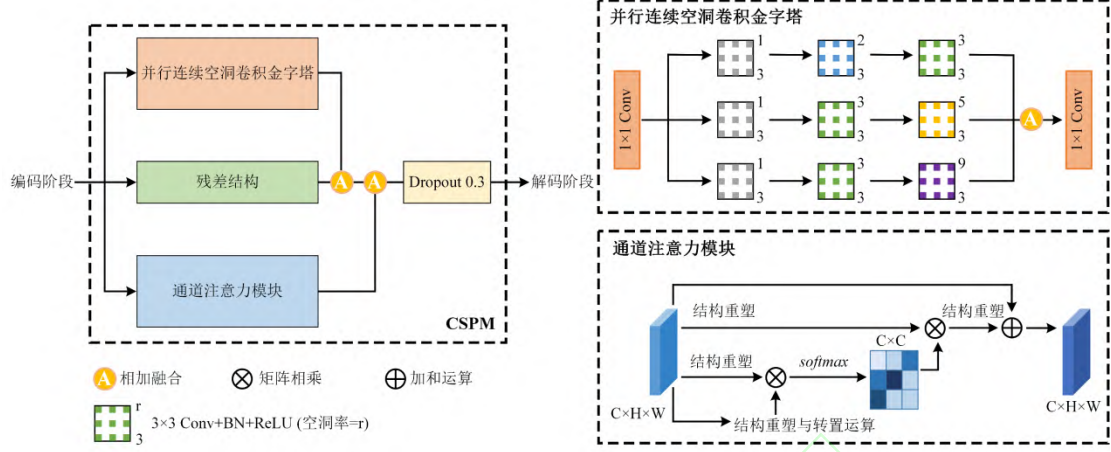 并行连续空洞卷积金字塔
编码阶段
残差结构
A
A
Dropout 0.3
解码阶段
通道注意力模块
CSPM
A 相加融合
矩阵相乘
加和运算
r
3
3×3 Conv+BN+ReLU (空洞率=r)
并行连续空洞卷积金字塔
1×1 Conv
1
3
2
3
3
3
1
3
3
3
5
3
A
1×1 Conv
1
3
3
3
9
3
通道注意力模块
结构重塑
结构重塑
C×C
结构重塑
softmax
C×H×W
结构重塑与转置运算
C×H×W